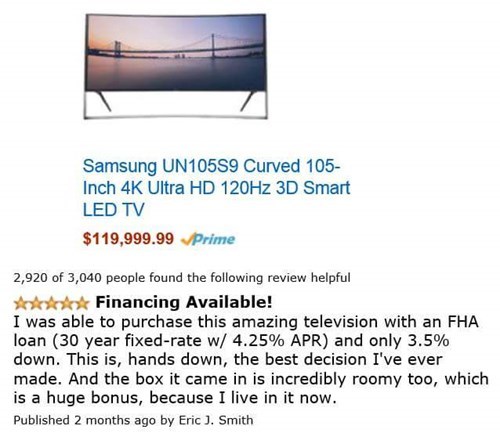 Samsung UN105S9 Curved 105-
Inch 4K Ultra HD 120Hz 3D Smart
LED TV
$119,999.99 Prime
2,920 of 3,040 people found the following review helpful
Financing Available!
I was able to purchase this amazing television with an FHA
loan (30 year fixed-rate w/ 4.25% APR) and only 3.5%
down. This is, hands down, the best decision I've ever
made. And the box it came in is incredibly roomy too, which
is a huge bonus, because I live in it now.
Published 2 months ago by Eric J. Smith